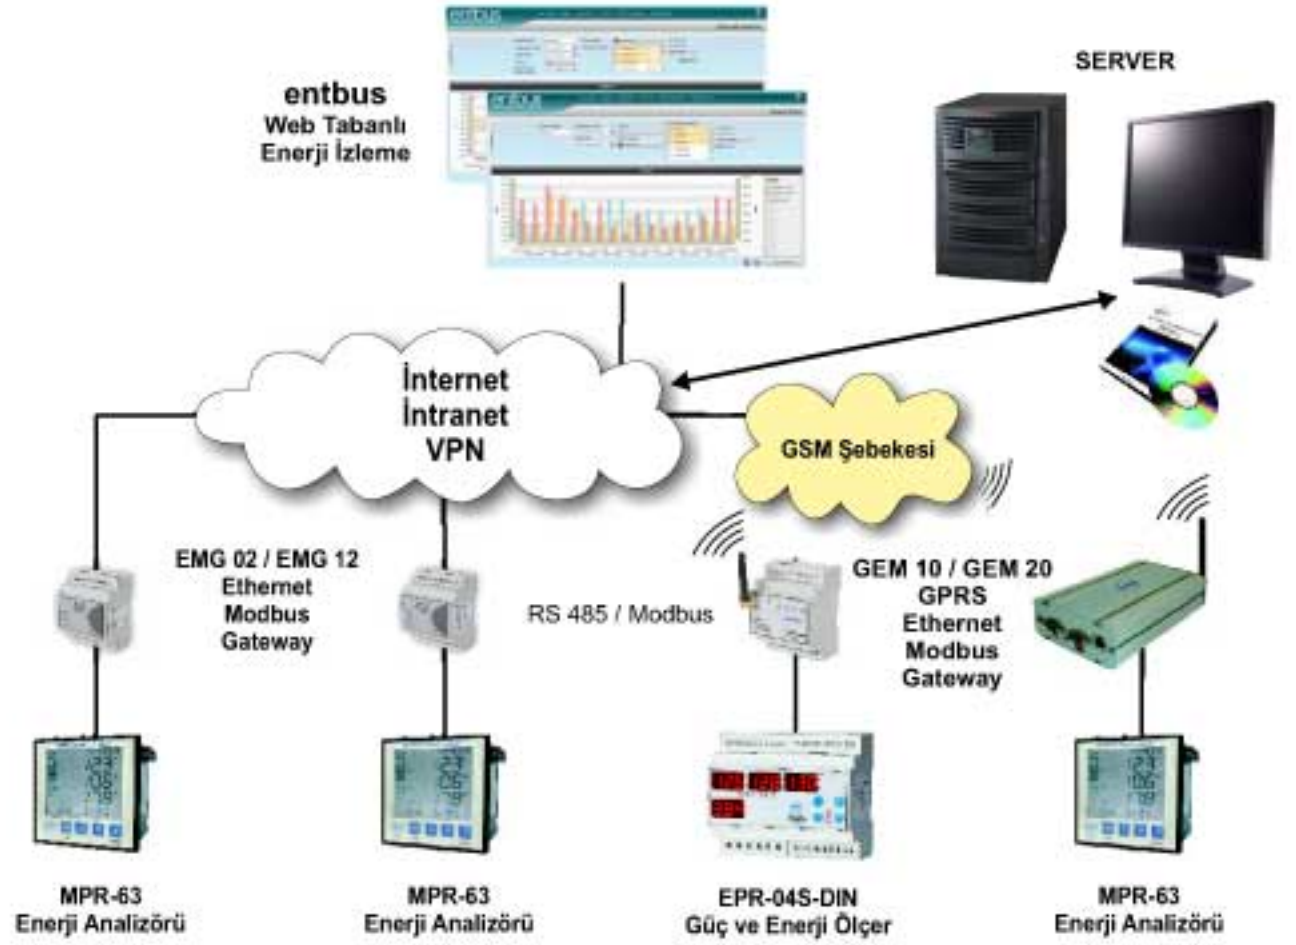 entbus
entbus
entbus
Web Tabanlı
Enerji İzleme
SERVER
İnternet
İntranet
VPN
GSM Şebekesi
EMG 02 / EMG 12
Ethernet
Modbus
Gateway
RS 485 / Modbus
GEM 10 / GEM 20
GPRS
Ethernet
Modbus
Gateway
MPR-63
Enerji Analizörü
MPR-63
Enerji Analizörü
EPR-04S-DIN
Güç ve Enerji Ölçer
MPR-63
Enerji Analizörü